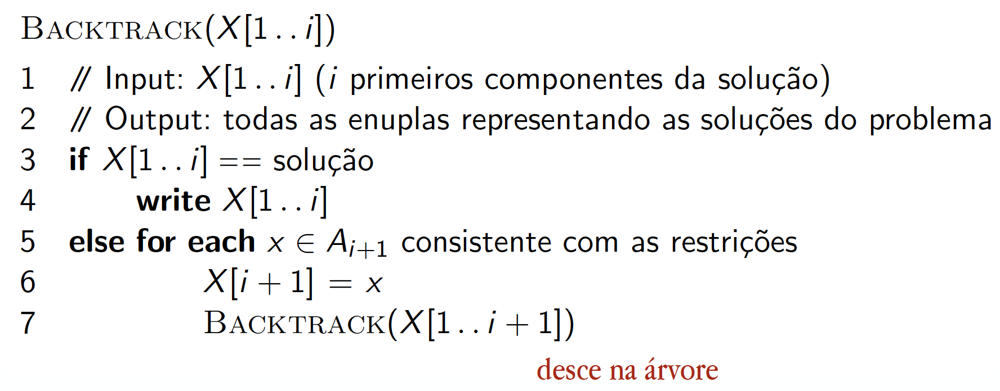 BACKTRACK(X[1 . . i])
1 // Input: X[1 . . i] (i primeiros componentes da solução)
2 // Output: todas as enuplas representando as soluções do problema
3 if X[1 . . i] == solução
4 write X[1 . . i]
5 else for each x ∈ A_{i+1} consistente com as restrições
6 X[i + 1] = x
7 BACKTRACK(X[1 . . i + 1])
desce na árvore